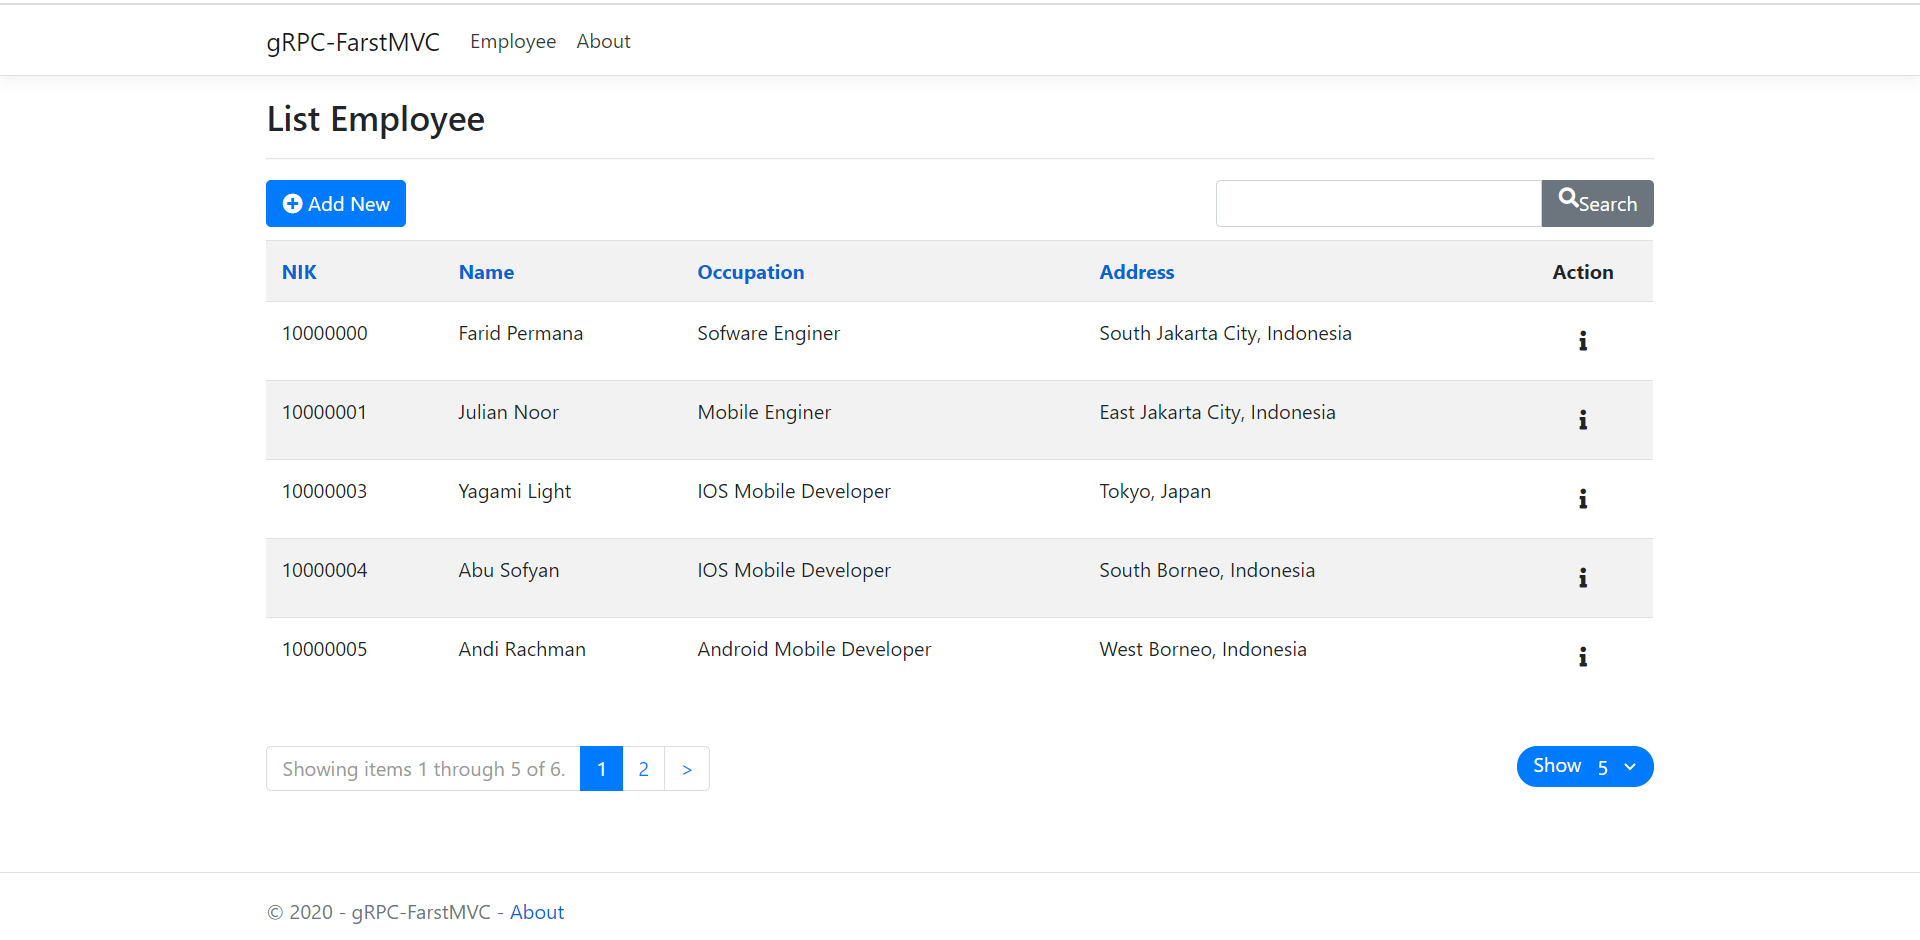 gRPC-FarstMVC Employee About
List Employee
Add New Search
NIK Name Occupation Address Action
10000000 Farid Permana Sofware Enginer South Jakarta City, Indonesia
10000001 Julian Noor Mobile Enginer East Jakarta City, Indonesia
10000003 Yagami Light IOS Mobile Developer Tokyo, Japan
10000004 Abu Sofyan IOS Mobile Developer South Borneo, Indonesia
10000005 Andi Rachman Android Mobile Developer West Borneo, Indonesia
Showing items 1 through 5 of 6. 1 2 > Show 5
© 2020 - gRPC-FarstMVC - About